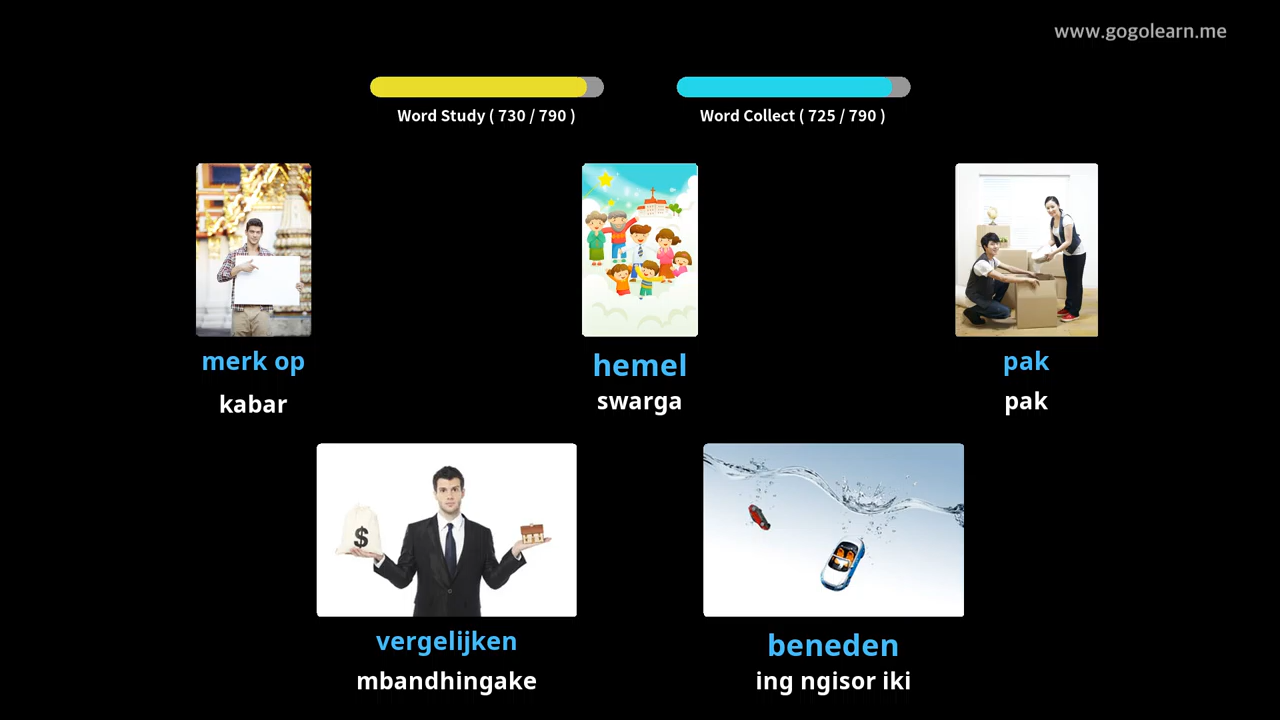 www.gogolearn.me
Word Study ( 730 / 790 )
Word Collect ( 725 / 790 )
merk op
kabar
hemel
swarga
pak
pak
$
vergelijken
mbandhingake
beneden
ing ngisor iki